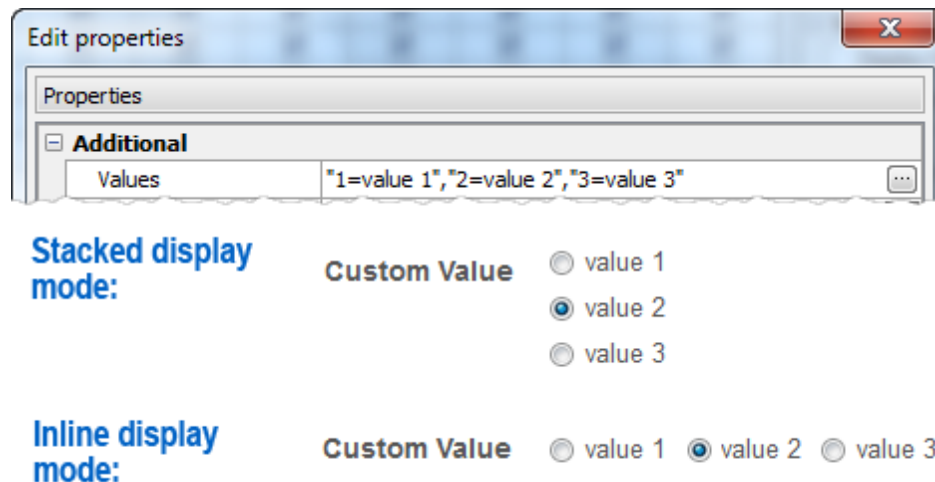 Edit properties
x
Properties
Additional
Values "1=value 1","2=value 2","3=value 3" ...
Stacked display
mode:
Custom Value
value 1
value 2
value 3
Inline display
mode:
Custom Value value 1 value 2 value 3